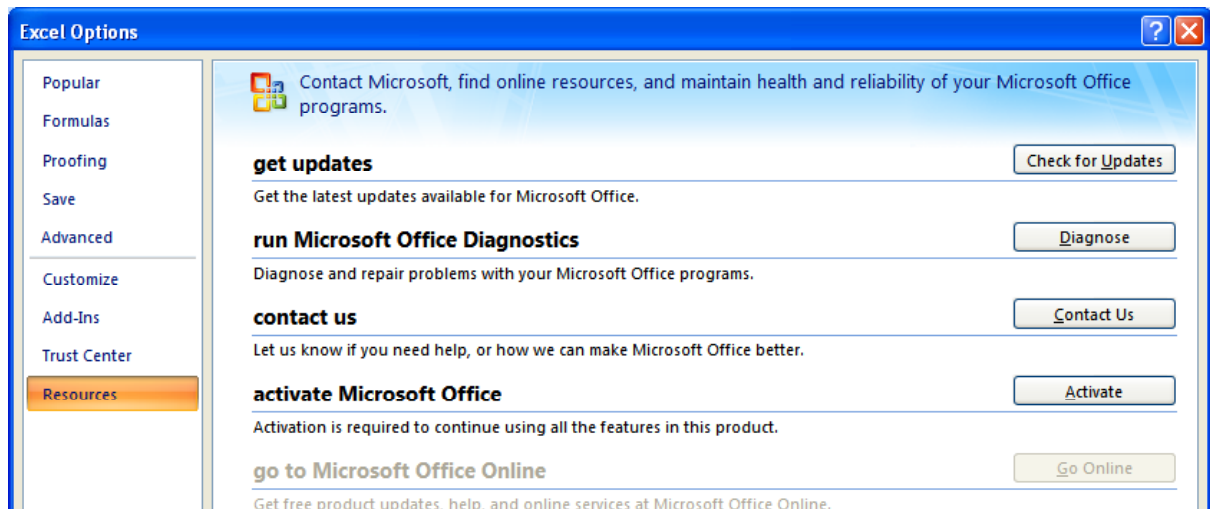 Excel Options
Popular
Formulas
Proofing
Save
Advanced
Customize
Add-Ins
Trust Center
Resources
Contact Microsoft, find online resources, and maintain health and reliability of your Microsoft Office
programs.
get updates
Check for Updates
Get the latest updates available for Microsoft Office.
run Microsoft Office Diagnostics
Diagnose
Diagnose and repair problems with your Microsoft Office programs.
contact us
Contact Us
Let us know if you need help, or how we can make Microsoft Office better.
activate Microsoft Office
Activate
Activation is required to continue using all the features in this product.
go to Microsoft Office Online
Go Online
Get free product updates, help, and online services at Microsoft Office Online.